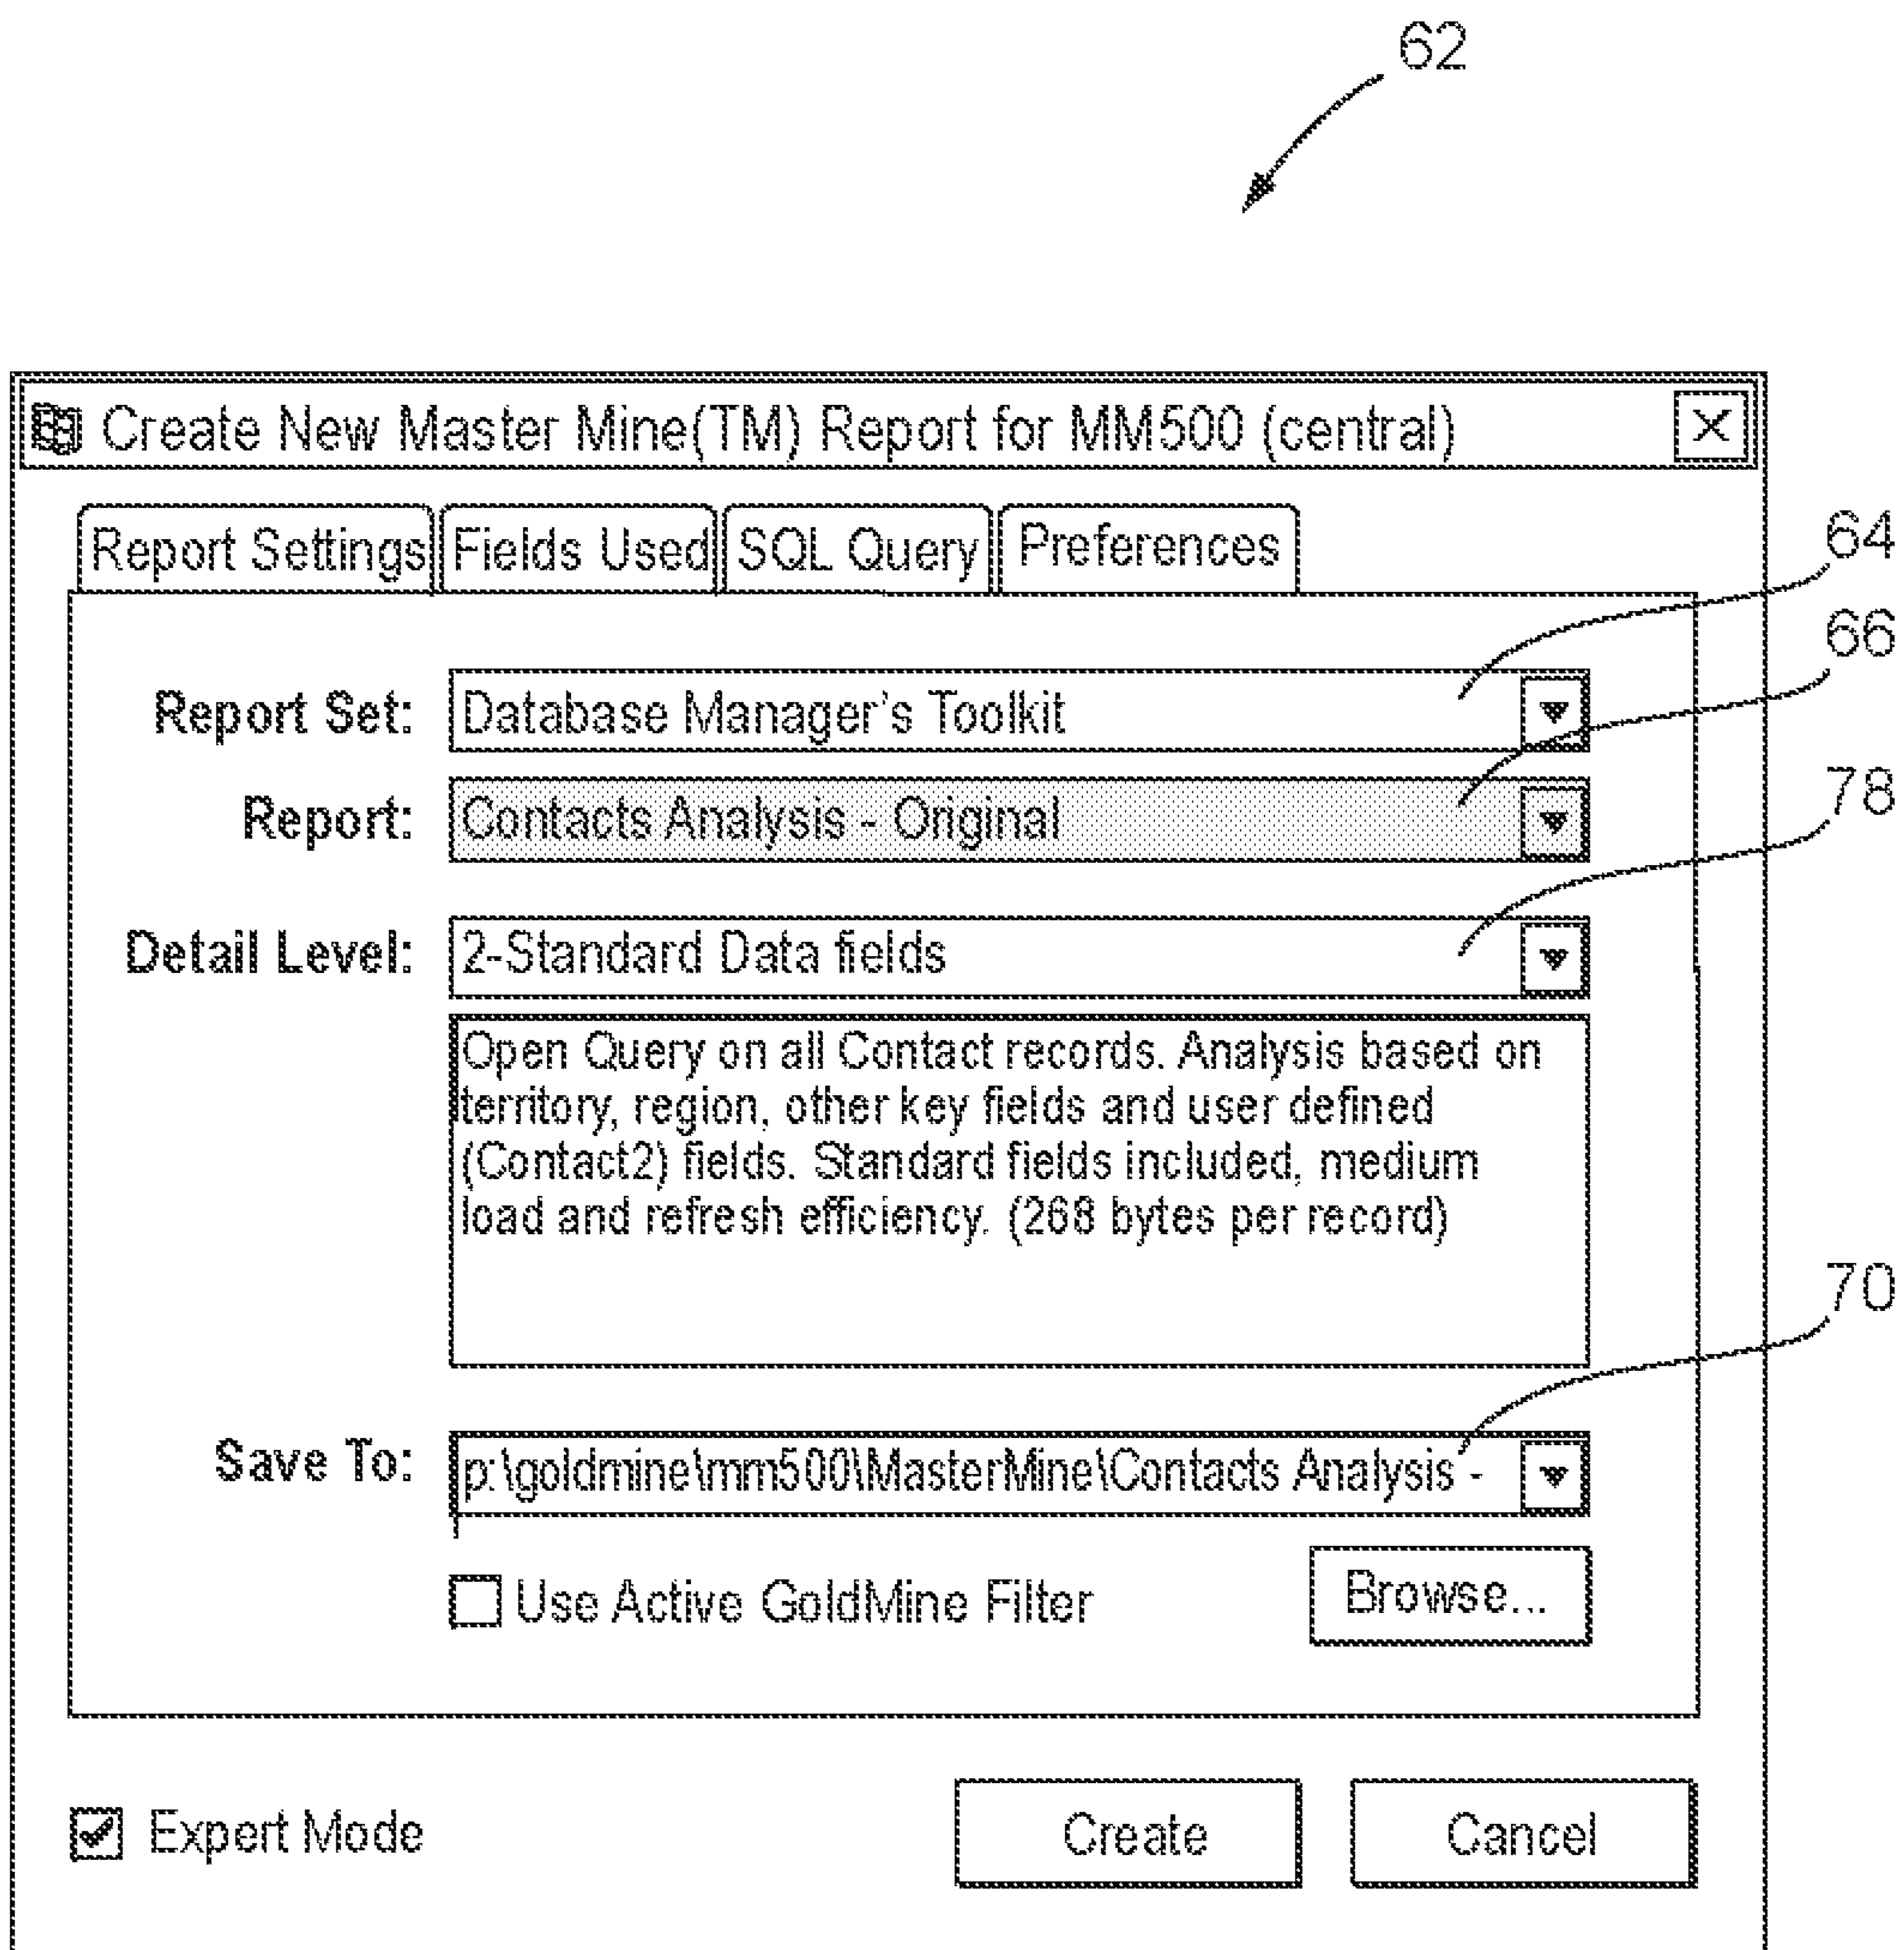 62
Create New Master Mine(TM) Report for MM500 (central)
Report Settings Fields Used SQL Query Preferences
64
66
Report Set: Database Manager's Toolkit
Report: Contacts Analysis - Original
78
Detail Level: 2-Standard Data fields
Open Query on all Contact records. Analysis based on
territory, region, other key fields and user defined
(Contact2) fields. Standard fields included, medium
load and refresh efficiency. (268 bytes per record)
70
Save To: p:\goldmine\mm500\MasterMine\Contacts Analysis -
Use Active GoldMine Filter Browse...
Expert Mode Create Cancel